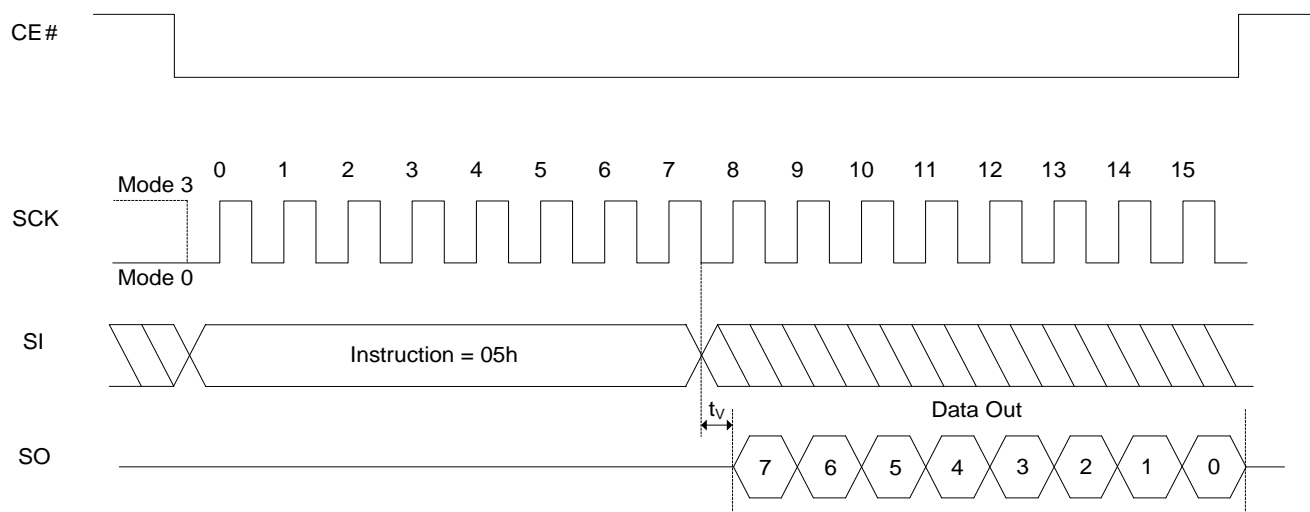 CE#
0 1 2 3 4 5 6 7 8 9 10 11 12 13 14 15
Mode 3
SCK
Mode 0
SI
Instruction = 05h
tV
Data Out
SO
7 6 5 4 3 2 1 0